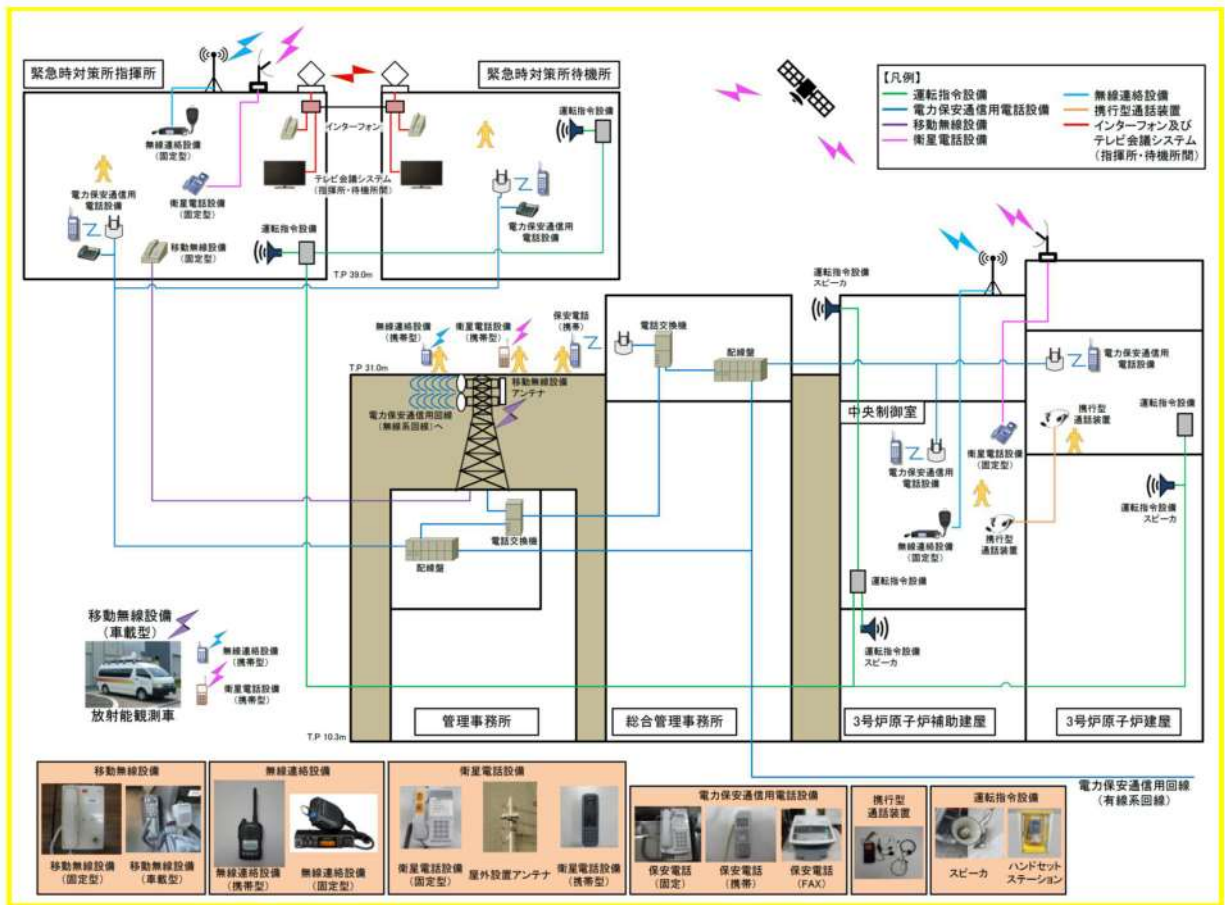 緊急時対策所指揮所
緊急時対策所待機所
【凡例】
運転指令設備
電力保安通信用電話設備
移動無線設備
衛星電話設備
無線連絡設備
携行型通話装置
インターフォン及び
テレビ会議システム
(指揮所・待機所間)
インターフォン
無線連絡設備
(固定型)
テレビ会議システム
(指揮所・待機所間)
運転指令設備
電力保安通信用
電話設備
衛星電話設備
(固定型)
移動無線設備
(固定型)
運転指令設備
電力保安通信用
電話設備
T.P 39.0m
無線連絡設備
(携帯型)
衛星電話設備
(携帯型)
保安電話
(携帯)
T.P 31.0m
移動無線設備
アンテナ
電力保安通信用回線
(無線系回線)へ
電話交換機
配線盤
電話交換機
配線盤
運転指令設備
スピーカ
電力保安通信用
電話設備
中央制御室
電力保安通信用
電話設備
衛星電話設備
(固定型)
携行型
通話装置
運転指令設備
運転指令設備
スピーカ
無線連絡設備
(固定型)
携行型
通話装置
運転指令設備
運転指令設備
スピーカ
移動無線設備
(車載型)
無線連絡設備
(携帯型)
衛星電話設備
(携帯型)
放射能観測車
T.P 10.3m
管理事務所
総合管理事務所
3号炉原子炉補助建屋
3号炉原子炉建屋
電力保安通信用回線
(有線系回線)
移動無線設備
移動無線設備
(固定型)
移動無線設備
(車載型)
無線連絡設備
無線連絡設備
(携帯型)
無線連絡設備
(固定型)
衛星電話設備
衛星電話設備
(固定型)
屋外設置アンテナ
衛星電話設備
(携帯型)
電力保安通信用電話設備
保安電話
(固定)
保安電話
(携帯)
保安電話
(FAX)
携行型
通話装置
運転指令設備
スピーカ
ハンドセット
ステーション